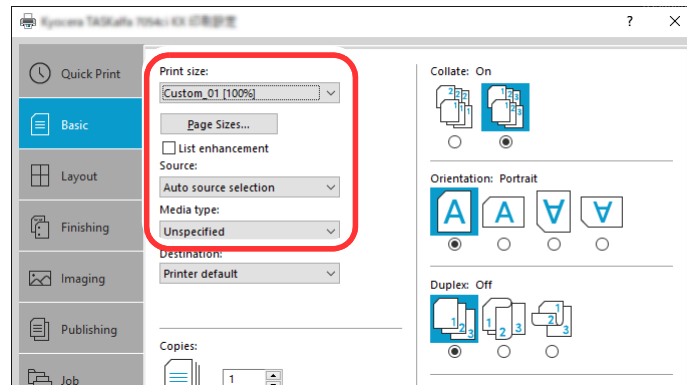 Kyocera TASKalfa 7054ci KX 印刷設定
?
Quick Print
Basic
Layout
Finishing
Imaging
Publishing
Job
Print size:
Custom_01 [100%]
Page Sizes...
List enhancement
Source:
Auto source selection
Media type:
Unspecified
Destination:
Printer default
Copies:
1
Collate: On
Orientation: Portrait
Duplex: Off